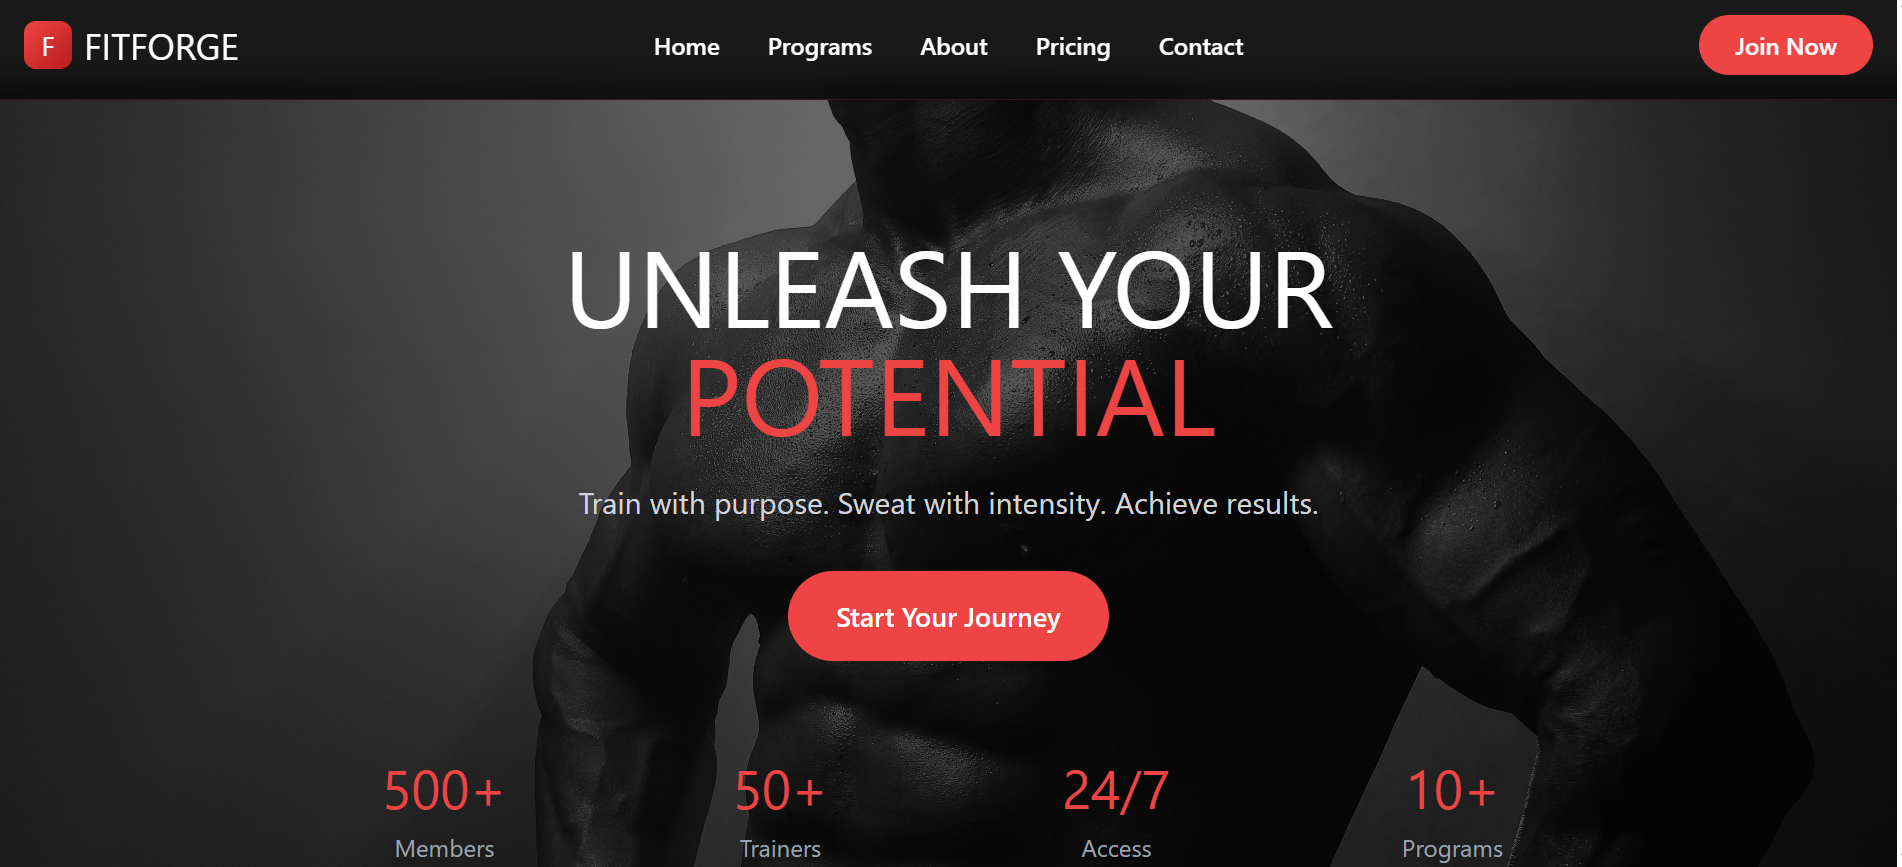 F FITFORGE
Home Programs About Pricing Contact
Join Now
UNLEASH YOUR
POTENTIAL
Train with purpose. Sweat with intensity. Achieve results.
Start Your Journey
500+ 50+ 24/7 10+
Members Trainers Access Programs